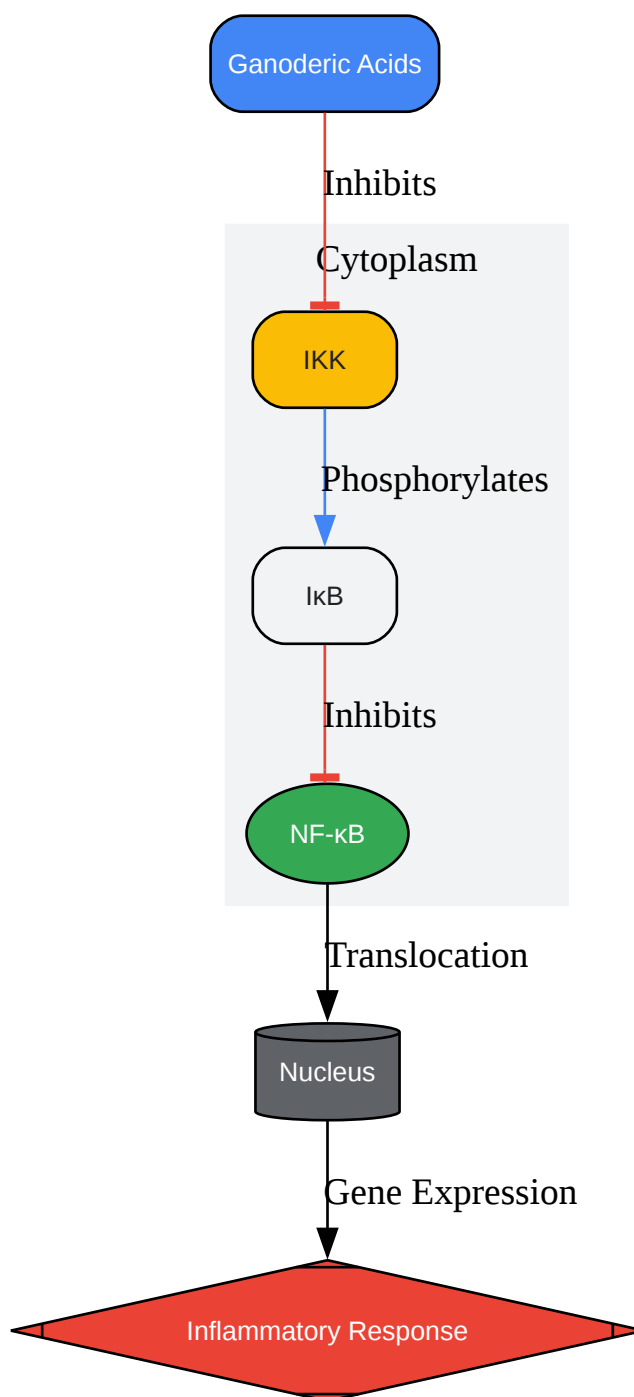 Ganoderic Acids
Inhibits
Cytoplasm
IKK
Phosphorylates
IκB
Inhibits
NF-κB
Translocation
Nucleus
Gene Expression
Inflammatory Response